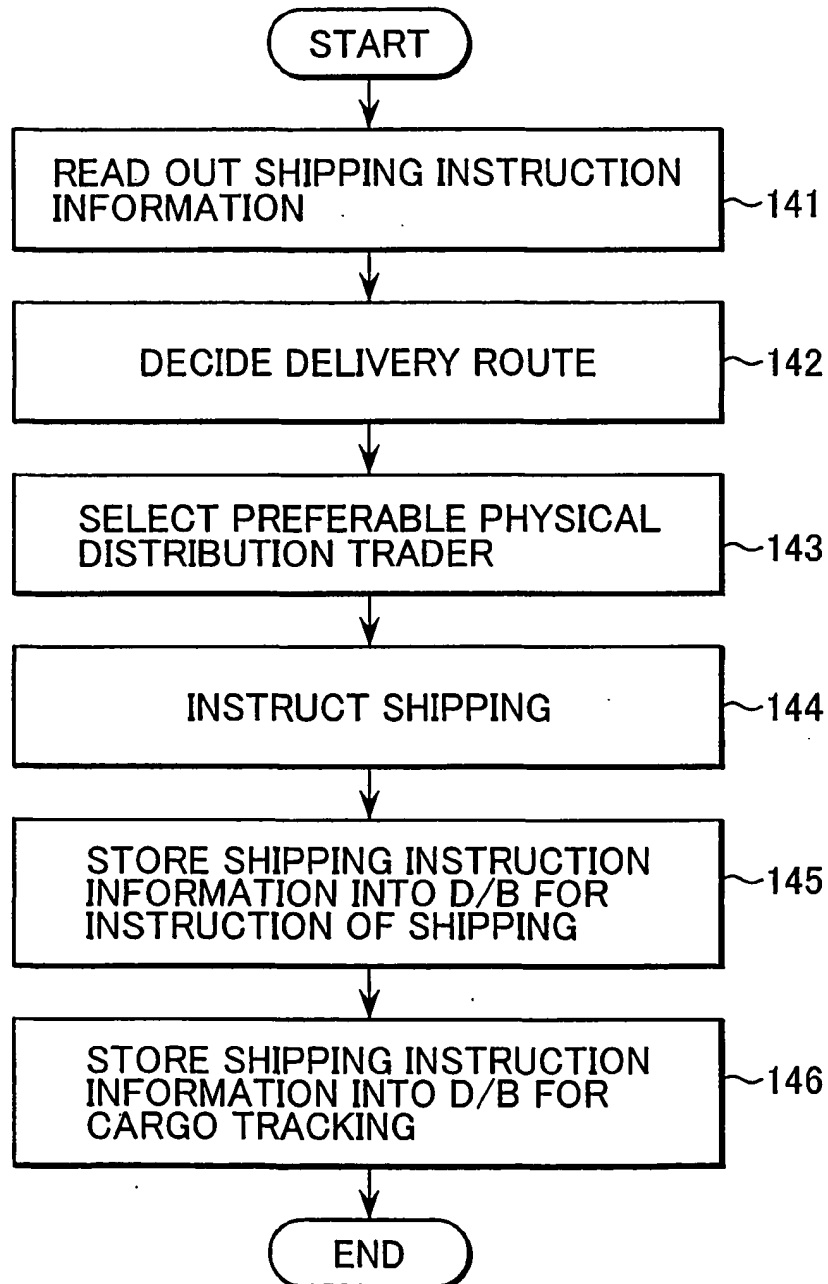 START
READ OUT SHIPPING INSTRUCTION
INFORMATION
141
DECIDE DELIVERY ROUTE
142
SELECT PREFERABLE PHYSICAL
DISTRIBUTION TRADER
143
INSTRUCT SHIPPING
144
STORE SHIPPING INSTRUCTION
INFORMATION INTO D/B FOR
INSTRUCTION OF SHIPPING
145
STORE SHIPPING INSTRUCTION
INFORMATION INTO D/B FOR
CARGO TRACKING
146
END